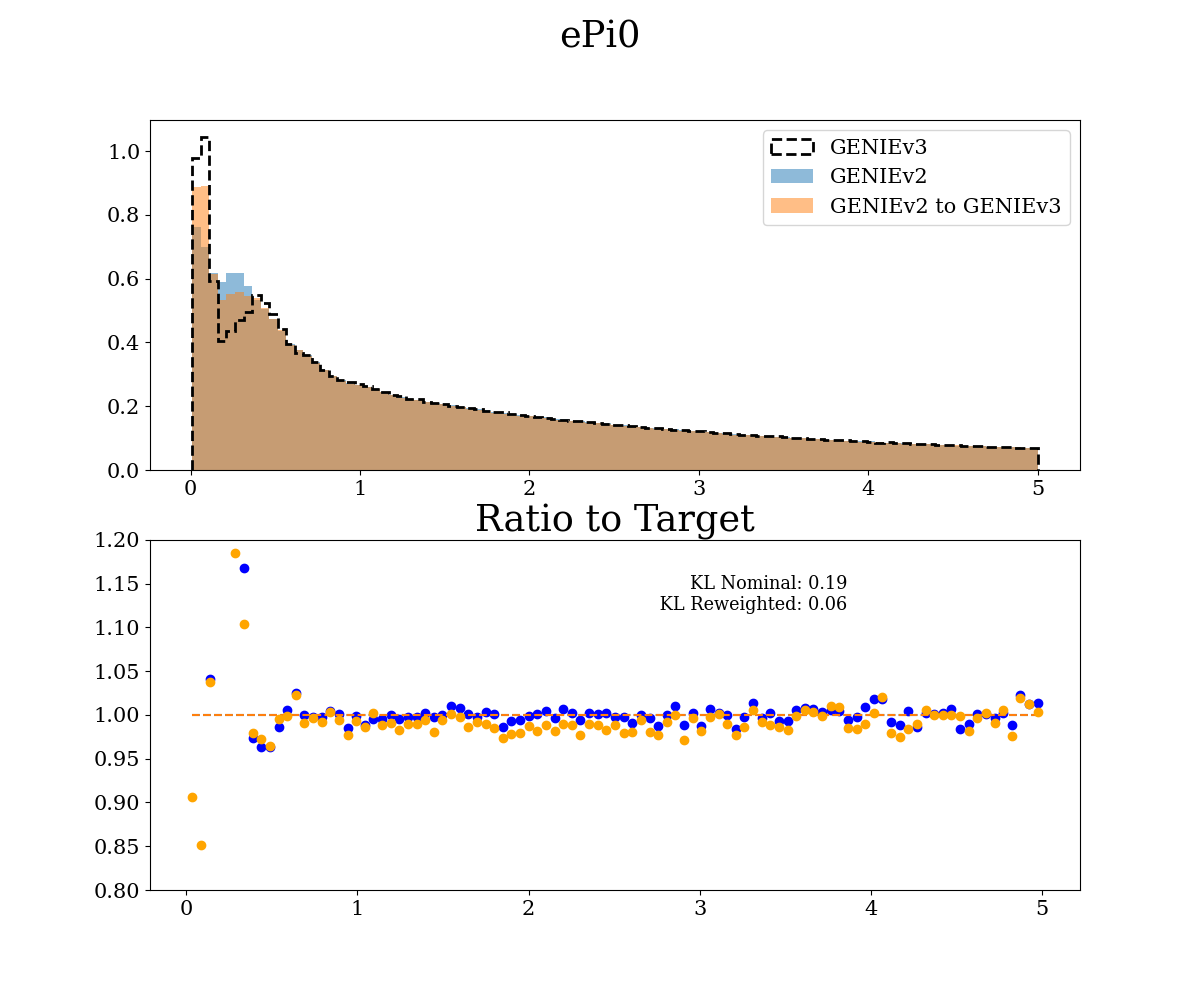 ePi0
1.0
0.8
0.6
0.4
0.2
0.0
GENIEv3
GENIEv2
GENIEv2 to GENIEv3
0 1 2 3 4 5
Ratio to Target
1.20
1.15
1.10
1.05
1.00
0.95
0.90
0.85
0.80
KL Nominal: 0.19
KL Reweighted: 0.06
0 1 2 3 4 5